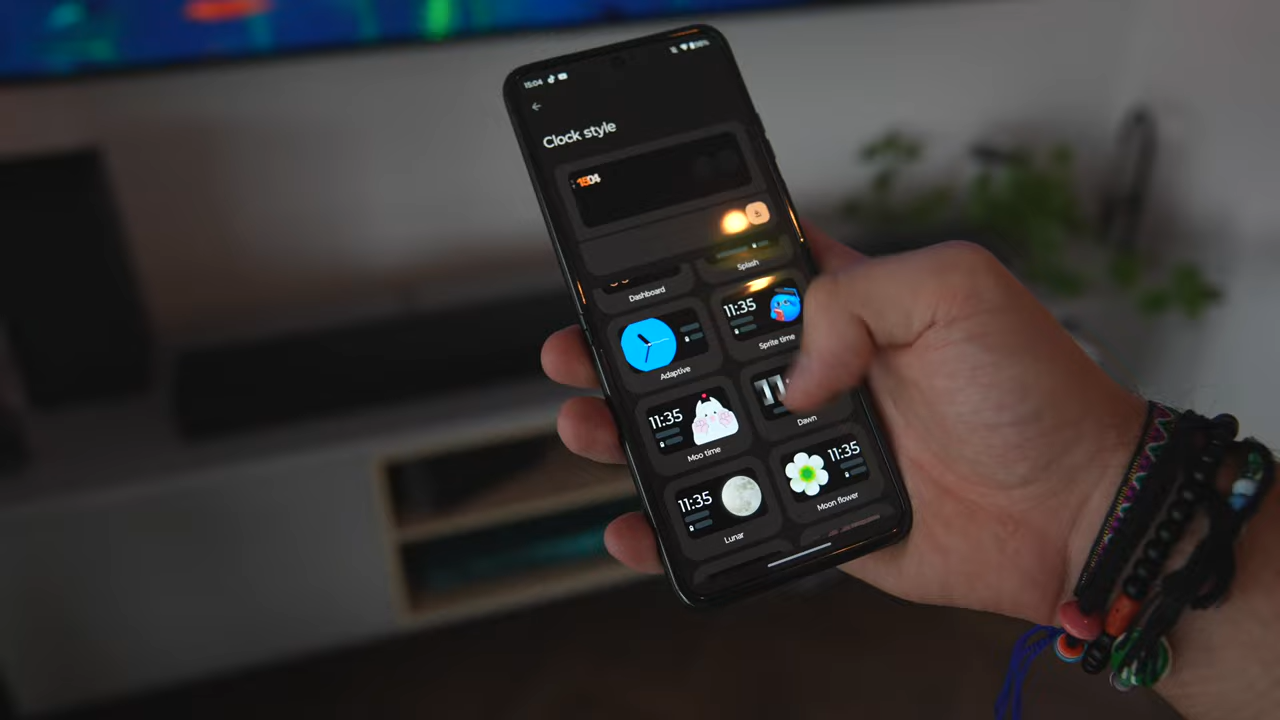 15:04
Clock style
1504
Splash
Dashboard
11:35
Sprite time
Adaptive
11:35
Moo time
Dawn
11:35
Moon flower
11:35
Lunar